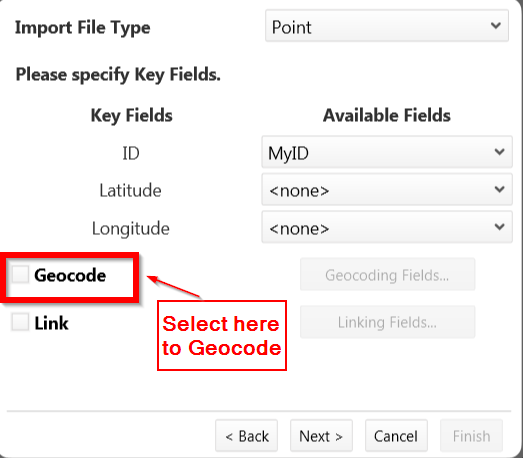 Import File Type Point
Please specify Key Fields.
Key Fields Available Fields
ID MyID
Latitude <none>
Longitude <none>
Geocode Geocoding Fields...
Select here
to Geocode
Link Linking Fields...
< Back Next > Cancel Finish